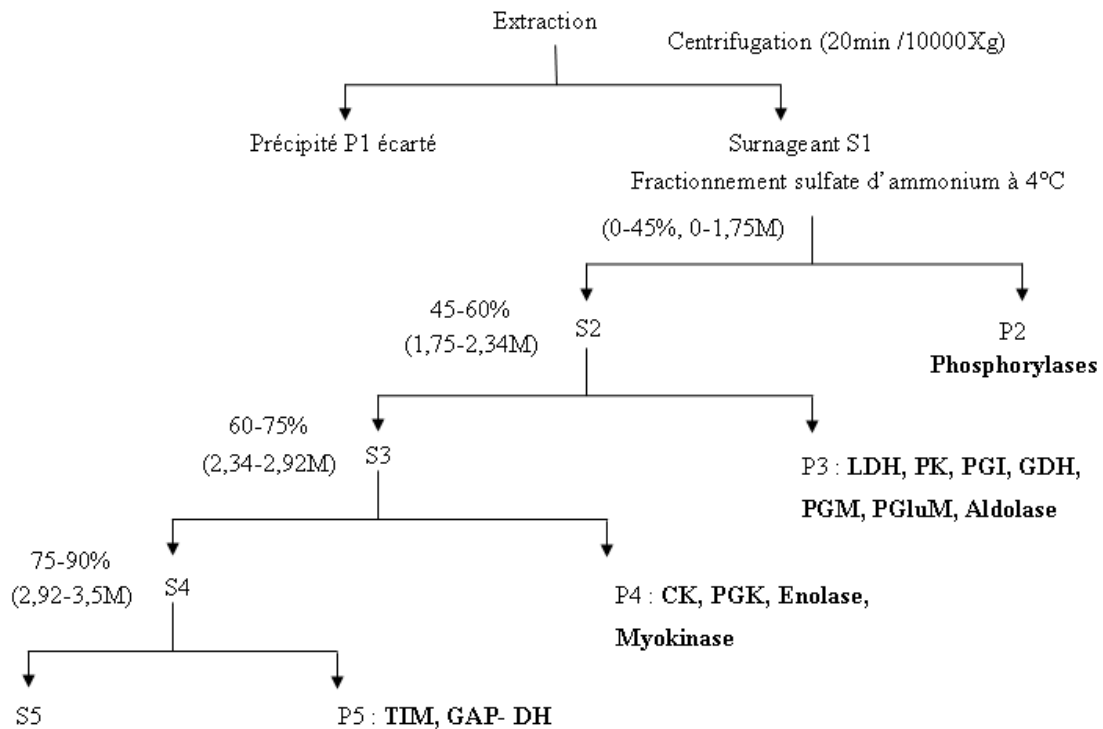 Extraction
Centrifugation (20min /10000Xg)
Précipité P1 écarté
Surnageant S1
Fractionnement sulfate d'ammonium à 4°C
(0-45%, 0-1,75M)
45-60%
(1,75-2,34M)
S2
P2
Phosphorylases
60-75%
(2,34-2,92M)
S3
P3 : LDH, PK, PGI, GDH,
PGM, PGluM, Aldolase
75-90%
(2,92-3,5M)
S4
P4 : CK, PGK, Enolase,
Myokinase
S5
P5 : TIM, GAP- DH